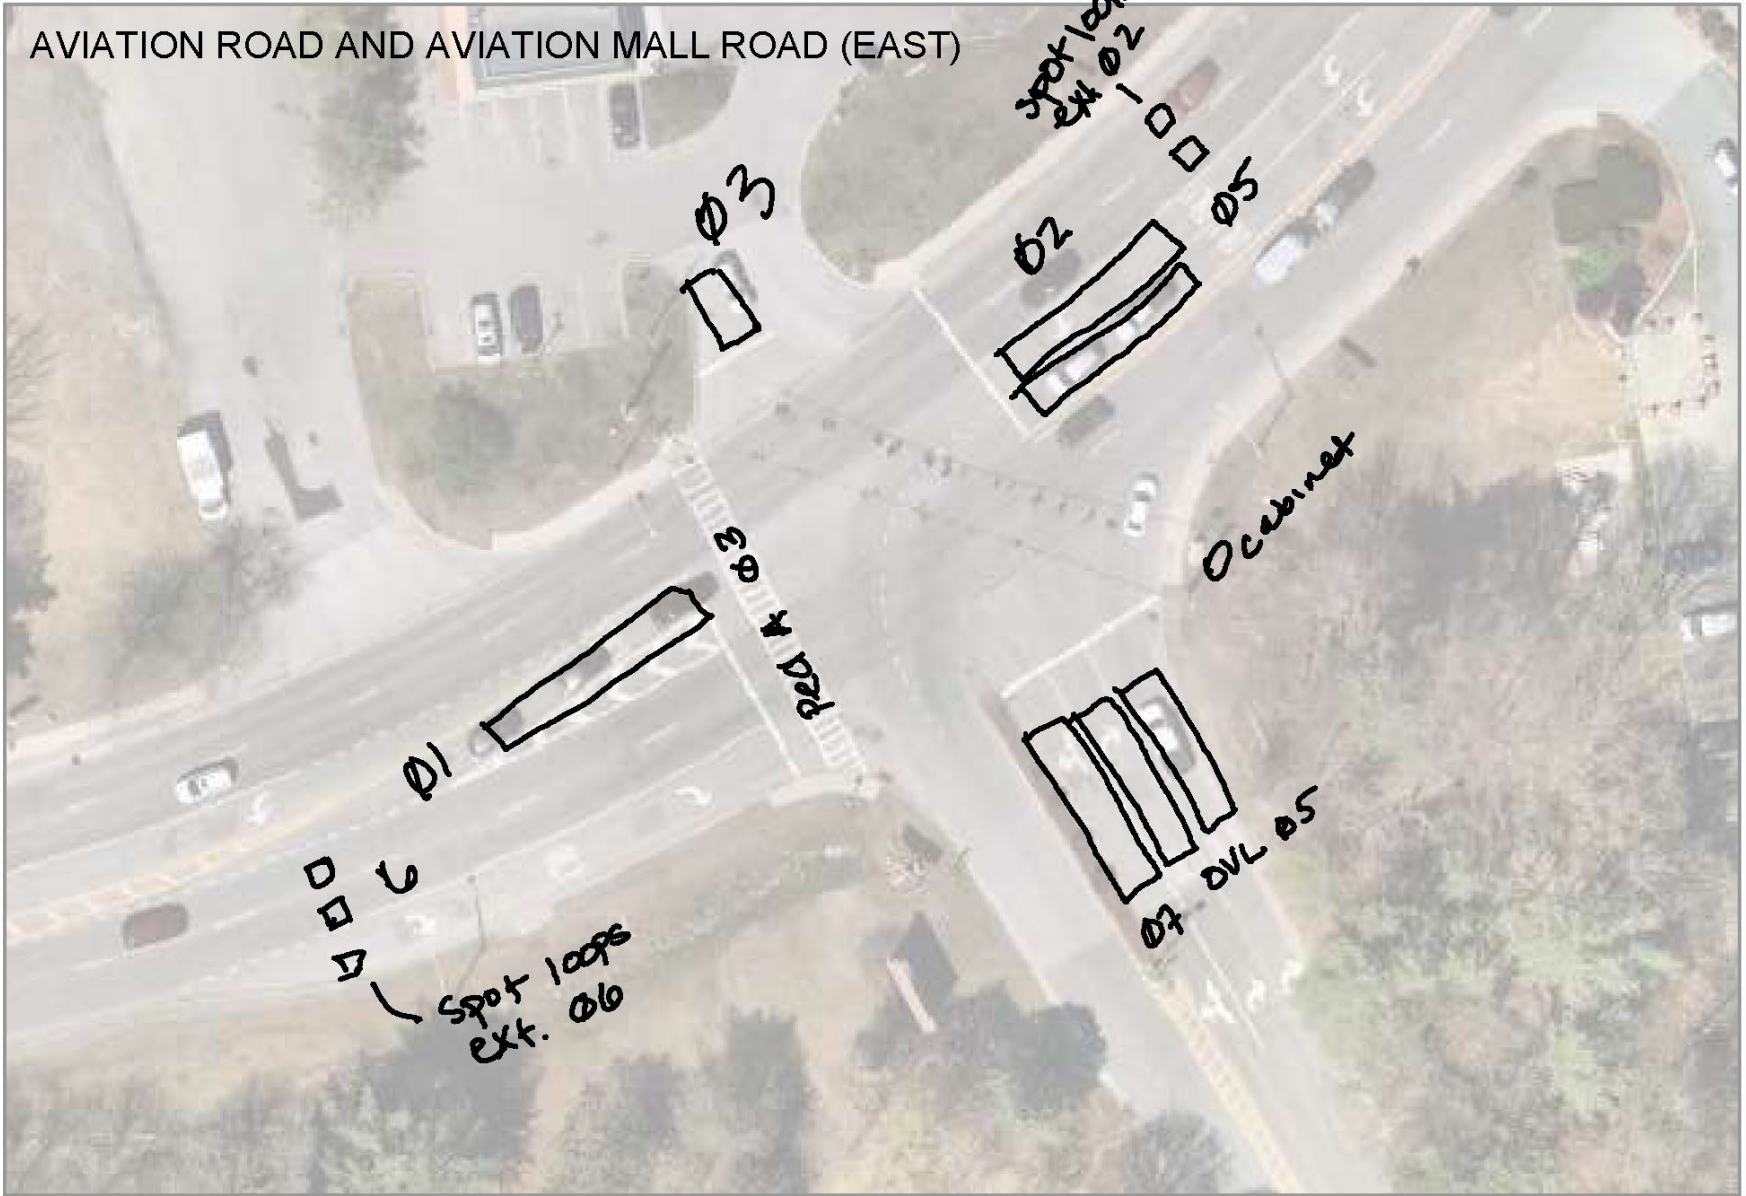 AVIATION ROAD AND AVIATION MALL ROAD (EAST)
spot loops
ext Ø2
Ø3
Ø2
Ø5
cabinet
Ped A Ø3
Ø1
6
spot loops
ext. Ø6
Ø7 - OVL Ø5